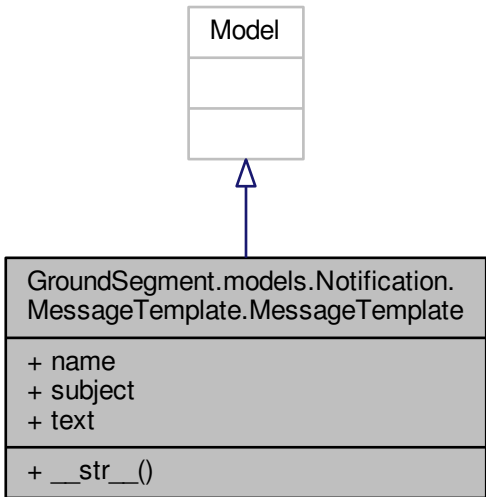 Model
GroundSegment.models.Notification.
MessageTemplate.MessageTemplate
+ name
+ subject
+ text
+ __str__()